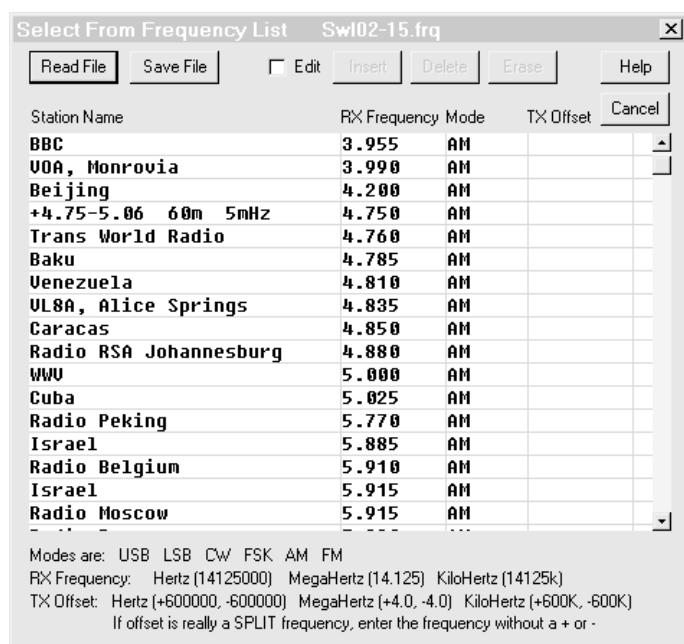 Select From Frequency List Swl02-15.frq
Read File Save File Edit Insert Delete Erase Help
Cancel
Station Name RX Frequency Mode TX Offset
BBC 3.955 AM
VOA, Monrovia 3.990 AM
Beijing 4.200 AM
+4.75-5.06 60m 5mHz 4.750 AM
Trans World Radio 4.760 AM
Baku 4.785 AM
Venezuela 4.810 AM
VL8A, Alice Springs 4.835 AM
Caracas 4.850 AM
Radio RSA Johannesburg 4.880 AM
WWV 5.000 AM
Cuba 5.025 AM
Radio Peking 5.770 AM
Israel 5.885 AM
Radio Belgium 5.910 AM
Israel 5.915 AM
Radio Moscow 5.915 AM
Modes are: USB LSB CW FSK AM FM
RX Frequency: Hertz (14125000) MegaHertz (14.125) KiloHertz (14125k)
TX Offset: Hertz (+600000, -600000) MegaHertz (+4.0, -4.0) KiloHertz (+600K, -600K)
If offset is really a SPLIT frequency, enter the frequency without a + or -